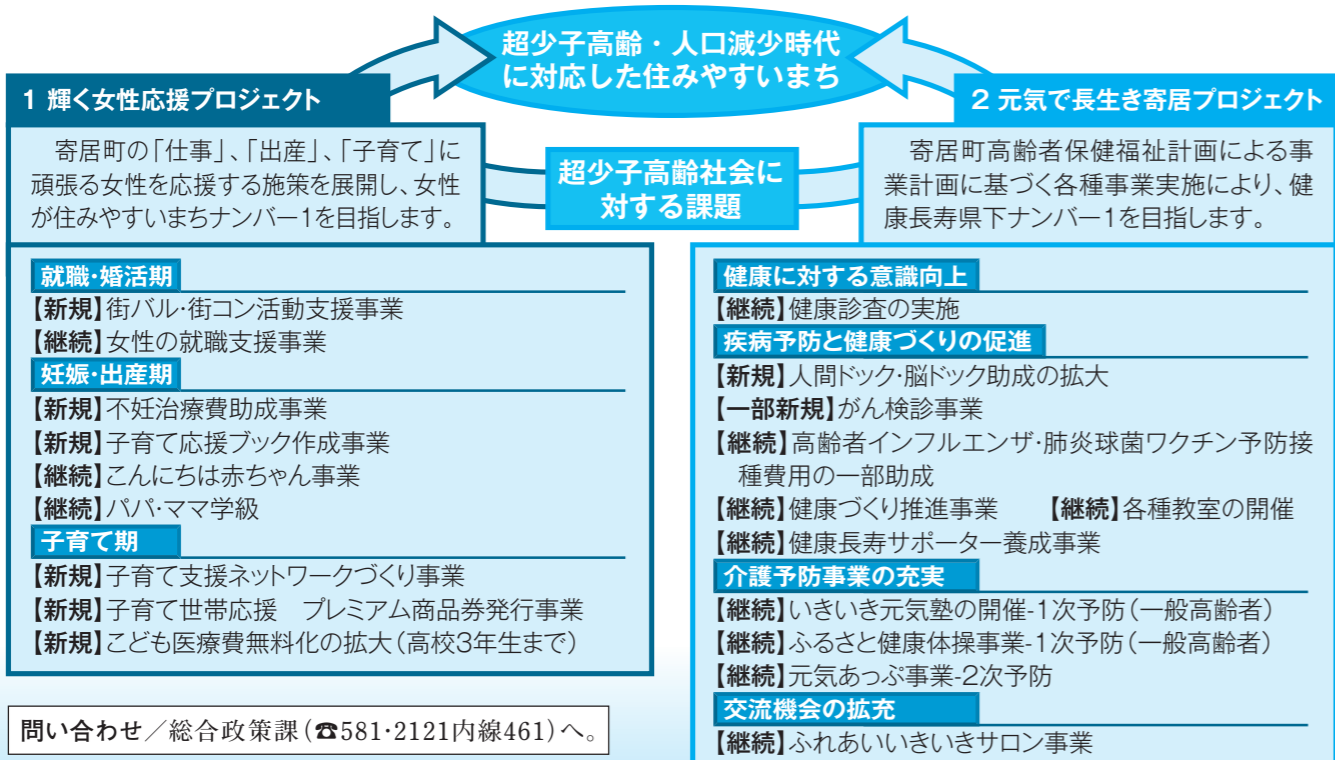 超少子高齢・人口減少時代
に対応した住みやすいまち
超少子高齢社会に
対する課題
1 輝く女性応援プロジェクト
寄居町の「仕事」、「出産」、「子育て」に
頑張る女性を応援する施策を展開し、女性
が住みやすいまちナンバー1を目指します。
就職・婚活期
【新規】街バル・街コン活動支援事業
【継続】女性の就職支援事業
妊娠・出産期
【新規】不妊治療費助成事業
【新規】子育て応援ブック作成事業
【継続】こんにちは赤ちゃん事業
【継続】パパ・ママ学級
子育て期
【新規】子育て支援ネットワークづくり事業
【新規】子育て世帯応援　プレミアム商品券発行事業
【新規】こども医療費無料化の拡大(高校3年生まで)
2 元気で長生き寄居プロジェクト
寄居町高齢者保健福祉計画による事
業計画に基づく各種事業実施により、健
康長寿県下ナンバー1を目指します。
健康に対する意識向上
【継続】健康診査の実施
疾病予防と健康づくりの促進
【新規】人間ドック・脳ドック助成の拡大
【一部新規】がん検診事業
【継続】高齢者インフルエンザ・肺炎球菌ワクチン予防接
種費用の一部助成
【継続】健康づくり推進事業　【継続】各種教室の開催
【継続】健康長寿サポーター養成事業
介護予防事業の充実
【継続】いきいき元気塾の開催-1次予防(一般高齢者)
【継続】ふるさと健康体操事業-1次予防(一般高齢者)
【継続】元気あっぷ事業-2次予防
交流機会の拡充
【継続】ふれあいいきいきサロン事業
問い合わせ／総合政策課(☎581・2121内線461)へ。